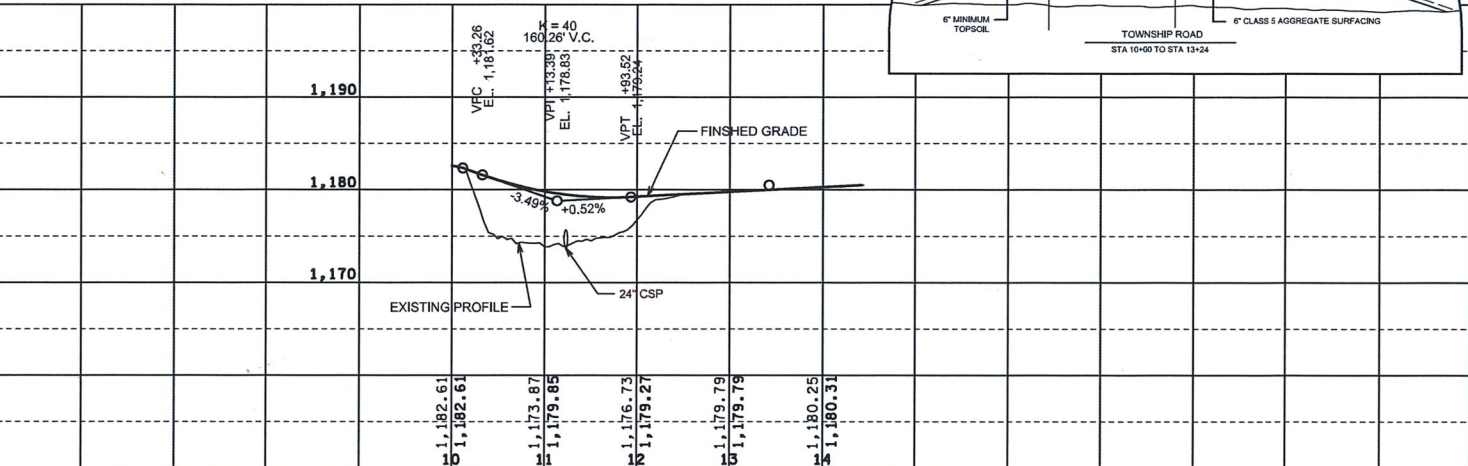 6" MINIMUM
TOPSOIL
6" CLASS 5 AGGREGATE SURFACING
TOWNSHIP ROAD
STA 10+00 TO STA 13+24
K = 40
160.26' V.C.
VPC +33.26
EL. 1,181.62
VPI +13.39
EL. 1,178.83
VPT +93.52
EL. 1,179.24
1,190
FINSHED GRADE
1,180
-3.49%
+0.52%
1,170
24" CSP
EXISTING PROFILE
1,182.61
1,182.61
1,173.87
1,179.85
1,176.73
1,179.27
1,179.79
1,179.79
1,180.25
1,180.31
10
11
12
13
14